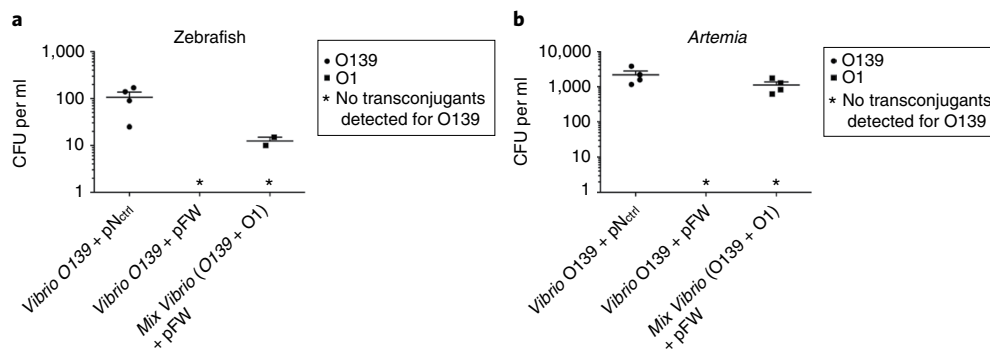 a
Zebrafish
CFU per ml
1,000
100
10
1
*
*
Vibrio O139 + pNctrl
Vibrio O139 + pFW
Mix Vibrio (O139 + O1)
+ pFW
O139
O1
* No transconjugants
detected for O139
b
Artemia
CFU per ml
10,000
1,000
100
10
1
*
*
Vibrio O139 + pNctrl
Vibrio O139 + pFW
Mix Vibrio (O139 + O1)
+ pFW
O139
O1
* No transconjugants
detected for O139